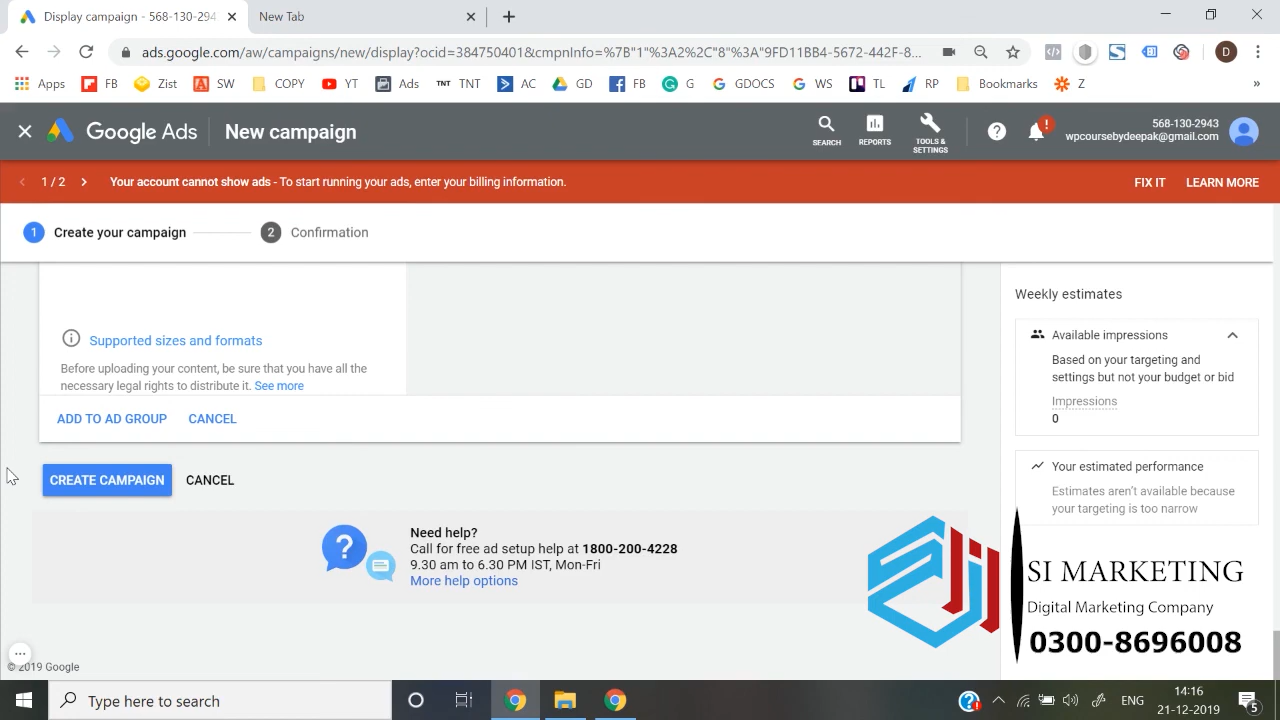 Display campaign - 568-130-294
New Tab
ads.google.com/aw/campaigns/new/display?ocid=384750401&cmpnInfo=%7B"1"%3A2%2C"8"%3A"9FD11BB4-5672-442F-8...
D
Apps
FB
Zist
SW
COPY
YT
Ads
TNT TNT
AC
GD
FB
G
GDOCS
WS
TL
RP
Bookmarks
Z
»
Google Ads
New campaign
SEARCH
REPORTS
TOOLS &
SETTINGS
568-130-2943
wpcoursebydeepak@gmail.com
1 / 2
Your account cannot show ads - To start running your ads, enter your billing information.
FIX IT
LEARN MORE
1 Create your campaign
2 Confirmation
Supported sizes and formats
Before uploading your content, be sure that you have all the
necessary legal rights to distribute it. See more
ADD TO AD GROUP
CANCEL
CREATE CAMPAIGN
CANCEL
Need help?
Call for free ad setup help at 1800-200-4228
9.30 am to 6.30 PM IST, Mon-Fri
More help options
Weekly estimates
Available impressions
Based on your targeting and
settings but not your budget or bid
Impressions
0
Your estimated performance
Estimates aren't available because
your targeting is too narrow
SI MARKETING
Digital Marketing Company
0300-8696008
© 2019 Google
Type here to search
ENG
14:16
21-12-2019
5